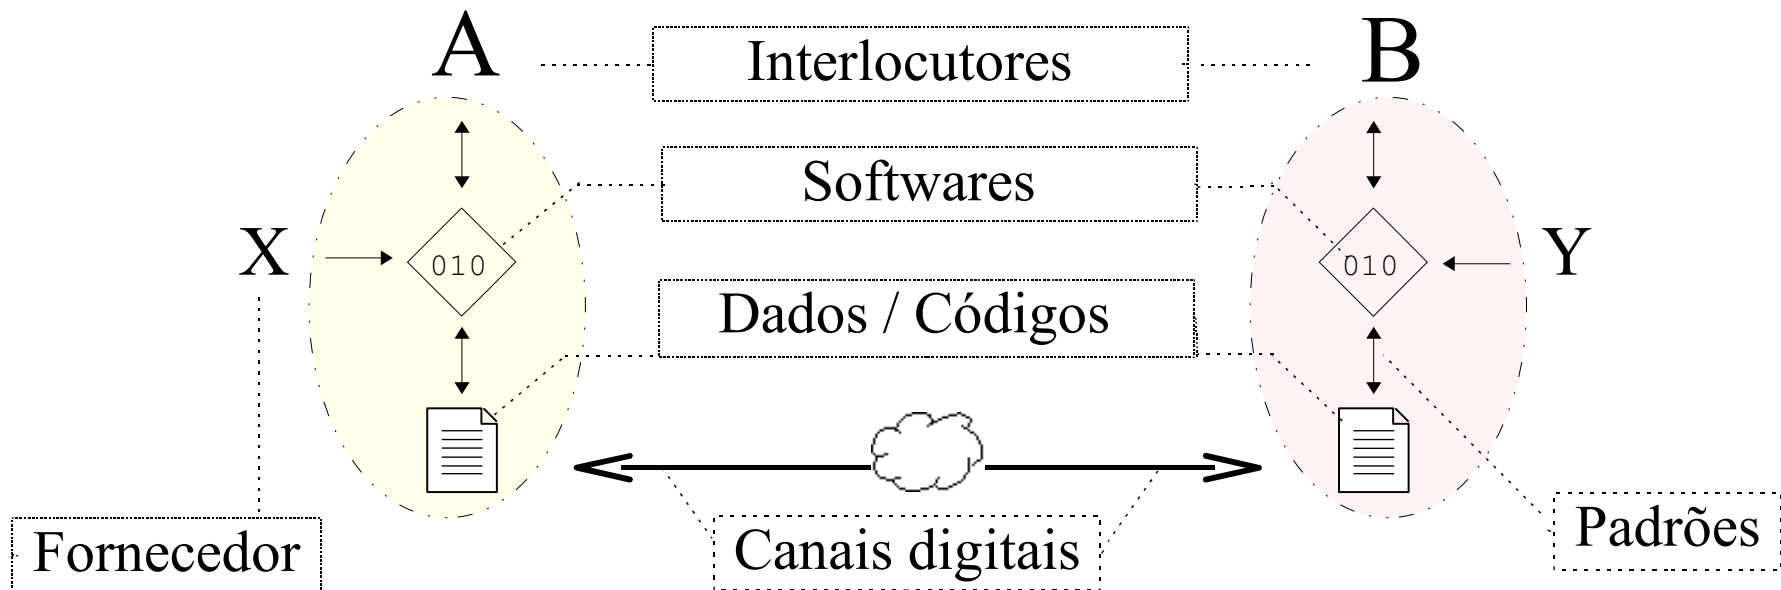 A
Interlocutores
B
Softwares
X
010
010
Y
Dados / Códigos
Fornecedor
Canais digitais
Padrões